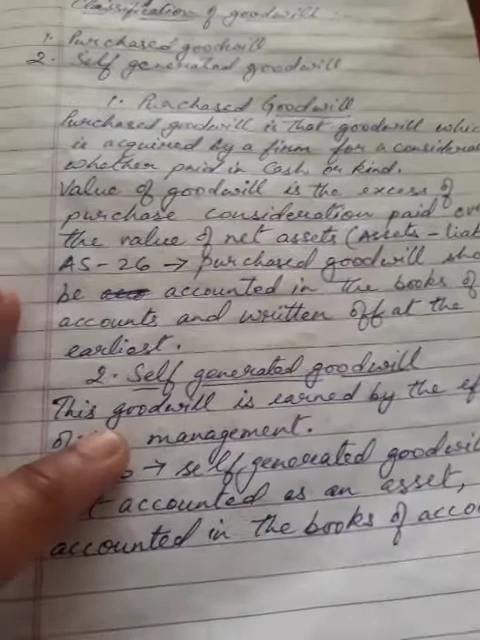 Classification of goodwill :
1. Purchased goodwill
2. Self generated goodwill
1. Purchased Goodwill
Purchased goodwill is that goodwill whic
is acquired by a firm for a considerat
whether paid in Cash or kind.
Value of goodwill is the excess of
purchase consideration paid ove
the value of net assets (Assets - liab
AS-26 → purchased goodwill sho
be accounted in the books of
accounts and written off at the
earliest.
2. Self generated goodwill
This goodwill is earned by the ef
management.
→ self generated goodwil
t accounted as an asset,
accounted in the books of acco